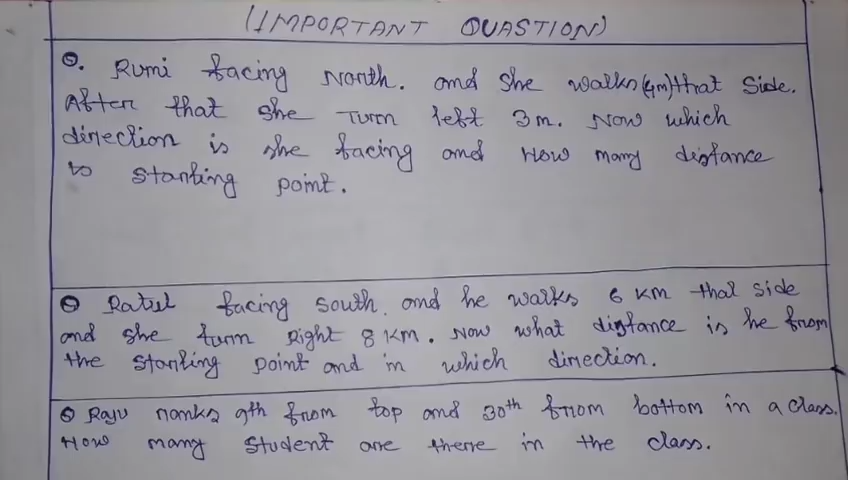 (IMPORTANT QUASTION)
Q. Rumi facing North. and she walks (4m) that side.
After that she Turn left 3m. Now which
direction is she facing and How many distance
to starting point.
Q Ratul facing south. and he walks 6 KM that side
and she turn Right 8 KM. Now what distance is he from
the starting point and in which direction.
Q Raju ranks 9th from top and 30th from bottom in a class.
How many student are there in the class.